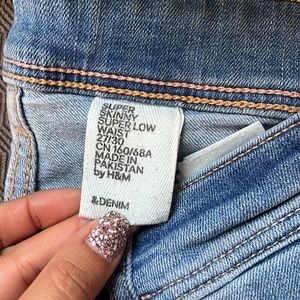 SUPER
SKINNY
SUPER LOW
WAIST
27/30
CN 160/68A
MADE IN
PAKISTAN
by H&M
&DENIM